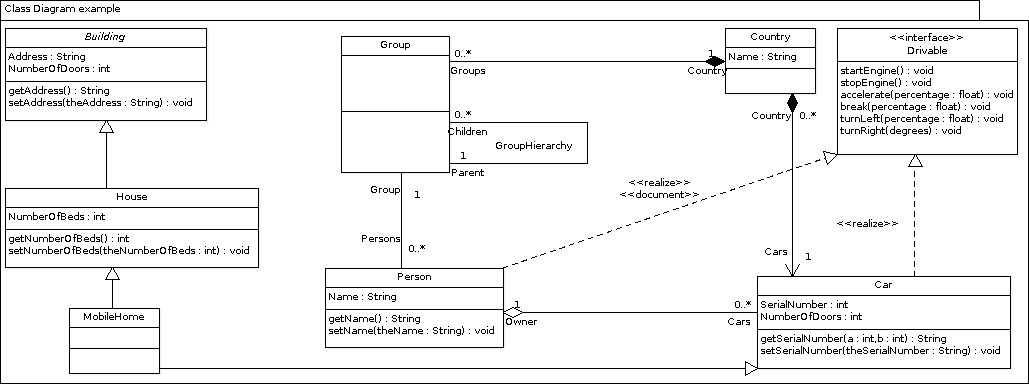 Class Diagram example
Building
Address : String
NumberOfDoors : int
getAddress() : String
setAddress(theAddress : String) : void
House
NumberOfBeds : int
getNumberOfBeds() : int
setNumberOfBeds(theNumberOfBeds : int) : void
MobileHome
Group
0..*
Groups
1
Country
0..*
Children
GroupHierarchy
1
Parent
Group
1
Persons
0..*
Country
Name : String
Country
0..*
Cars
1
<<interface>>
Drivable
startEngine() : void
stopEngine() : void
accelerate(percentage : float) : void
break(percentage : float) : void
turnLeft(percentage : float) : void
turnRight(degrees) : void
<<realize>>
<<document>>
<<realize>>
Person
Name : String
getName() : String
setName(theName : String) : void
1
Owner
0..*
Cars
Car
SerialNumber : int
NumberOfDoors : int
getSerialNumber(a : int,b : int) : String
setSerialNumber(theSerialNumber : String) : void